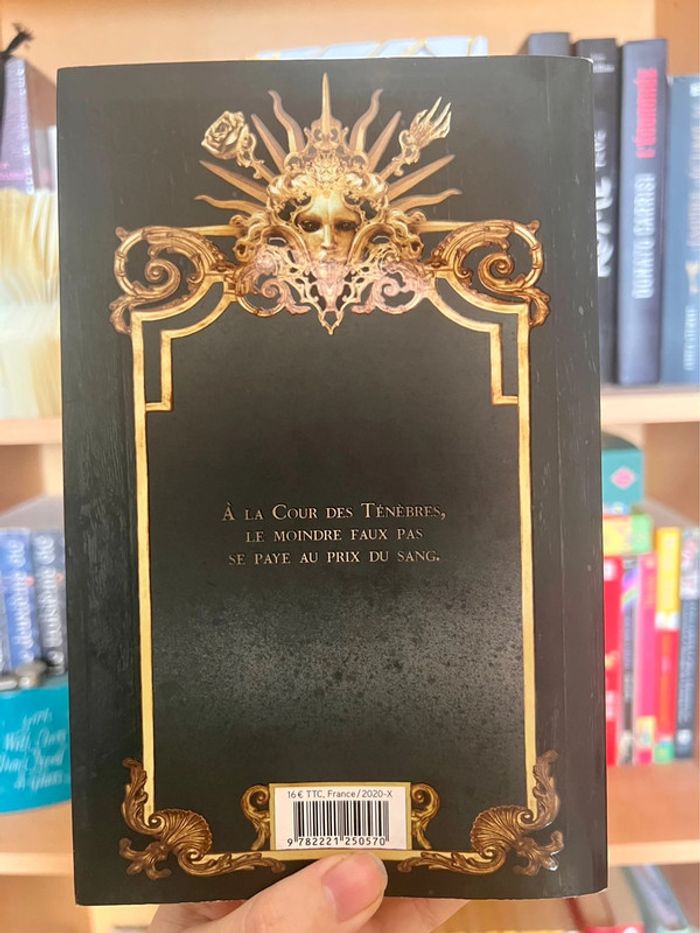 À LA COUR DES TÉNÈBRES,
LE MOINDRE FAUX PAS
SE PAYE AU PRIX DU SANG.
16 € TTC, France/2020-X
9 782221 250570
DONATO CARRISI